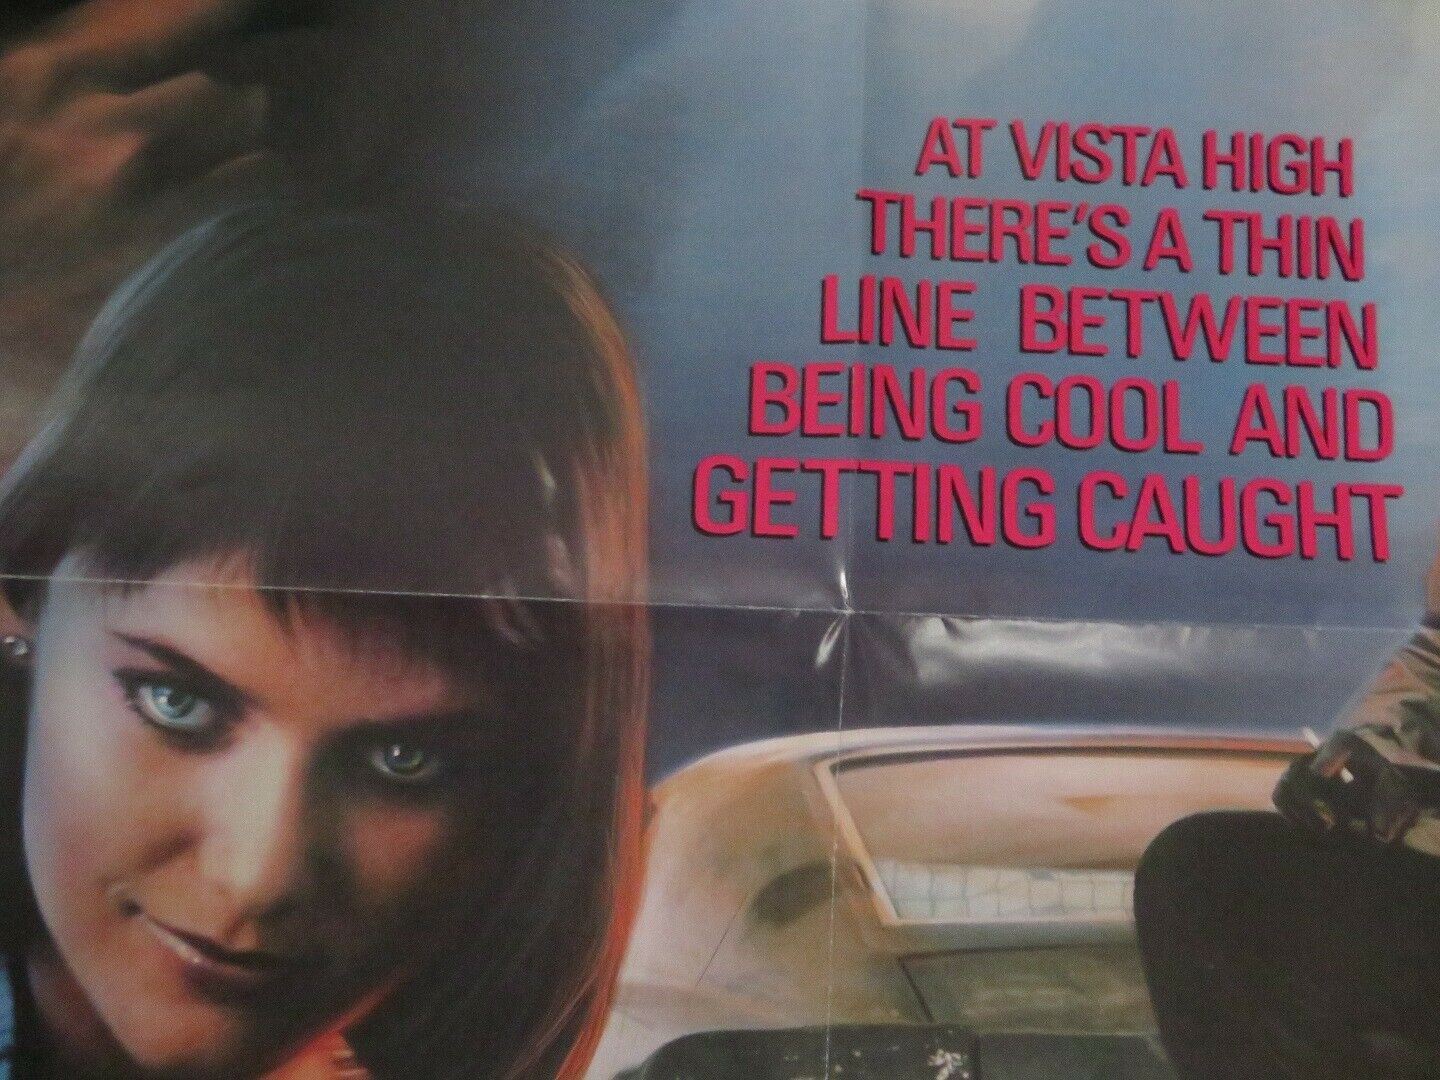 AT VISTA HIGH
THERE'S A THIN
LINE BETWEEN
BEING COOL AND
GETTING CAUGHT